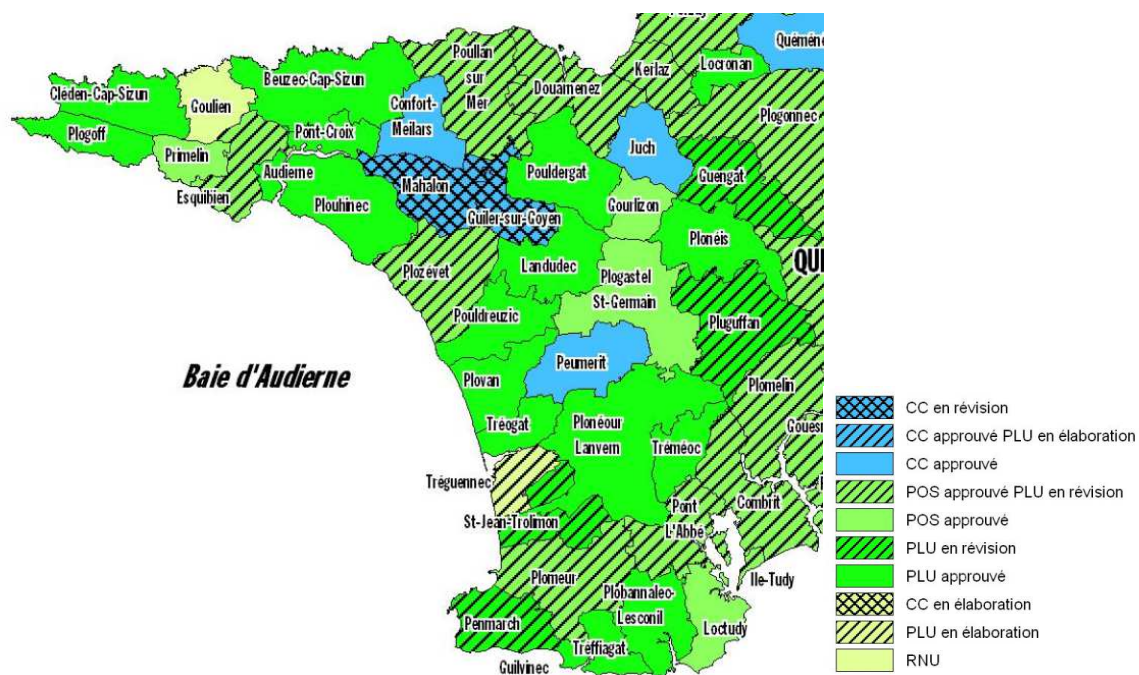 Quéméné
Locronan
Kerlaz
Poullan
sur
Mer
Douarnenez
Beuzec-Cap-Sizun
Cléden-Cap-Sizun
Goulien
Confort-
Meilars
Plogonnec
Plogoff
Pont-Croix
Primelin
Juch
Audierne
Pouldergat
Guengat
Mahalon
Esquibien
Plouhinec
Gourlizon
Guiler-sur-Goyen
Plonéis
QUI
Landudec
Plogastel
St-Germain
Plozévet
Pouldreuzic
Pluguffan
Peumerit
Baie d'Audierne
Plovan
Plomelin
Tréogat
Plonéour
Lanvern
Tréméoc
Gouesn
Tréguennec
Pont
L'Abbé
Combrit
St-Jean-Trolimon
Ile-Tudy
Plomeur
Plobannalec-
Lesconil
Loctudy
Penmarch
Treffiagat
Guilvinec
CC en révision
CC approuvé PLU en élaboration
CC approuvé
POS approuvé PLU en révision
POS approuvé
PLU en révision
PLU approuvé
CC en élaboration
PLU en élaboration
RNU